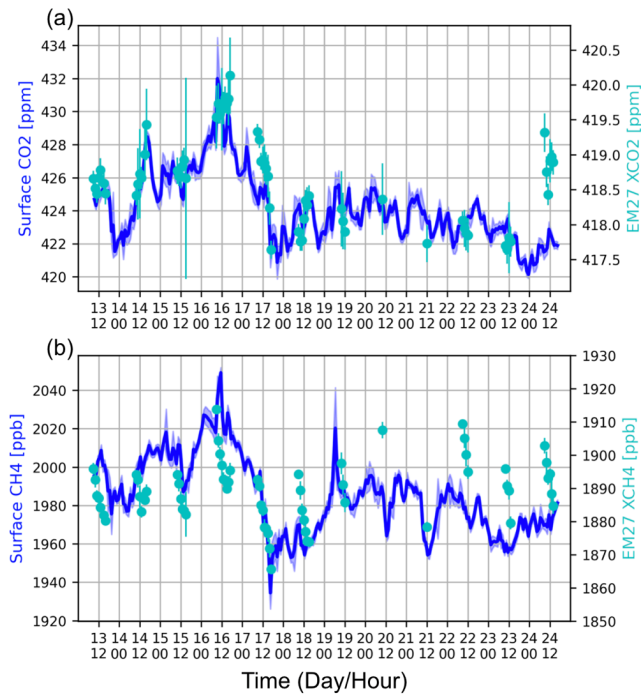 (a)
434
432
430
428
426
424
422
420
Surface CO2 [ppm]
420.5
420.0
419.5
419.0
418.5
418.0
417.5
EM27 XCO2 [ppm]
13 14 14 15 15 16 16 17 17 18 18 19 19 20 20 21 21 22 22 23 23 24 24
12 00 12 00 12 00 12 00 12 00 12 00 12 00 12 00 12 00 12 00 12 00 12
(b)
2040
2020
2000
1980
1960
1940
1920
Surface CH4 [ppb]
1930
1920
1910
1900
1890
1880
1870
1860
1850
EM27 XCH4 [ppb]
13 14 14 15 15 16 16 17 17 18 18 19 19 20 20 21 21 22 22 23 23 24 24
12 00 12 00 12 00 12 00 12 00 12 00 12 00 12 00 12 00 12 00 12 00 12
Time (Day/Hour)